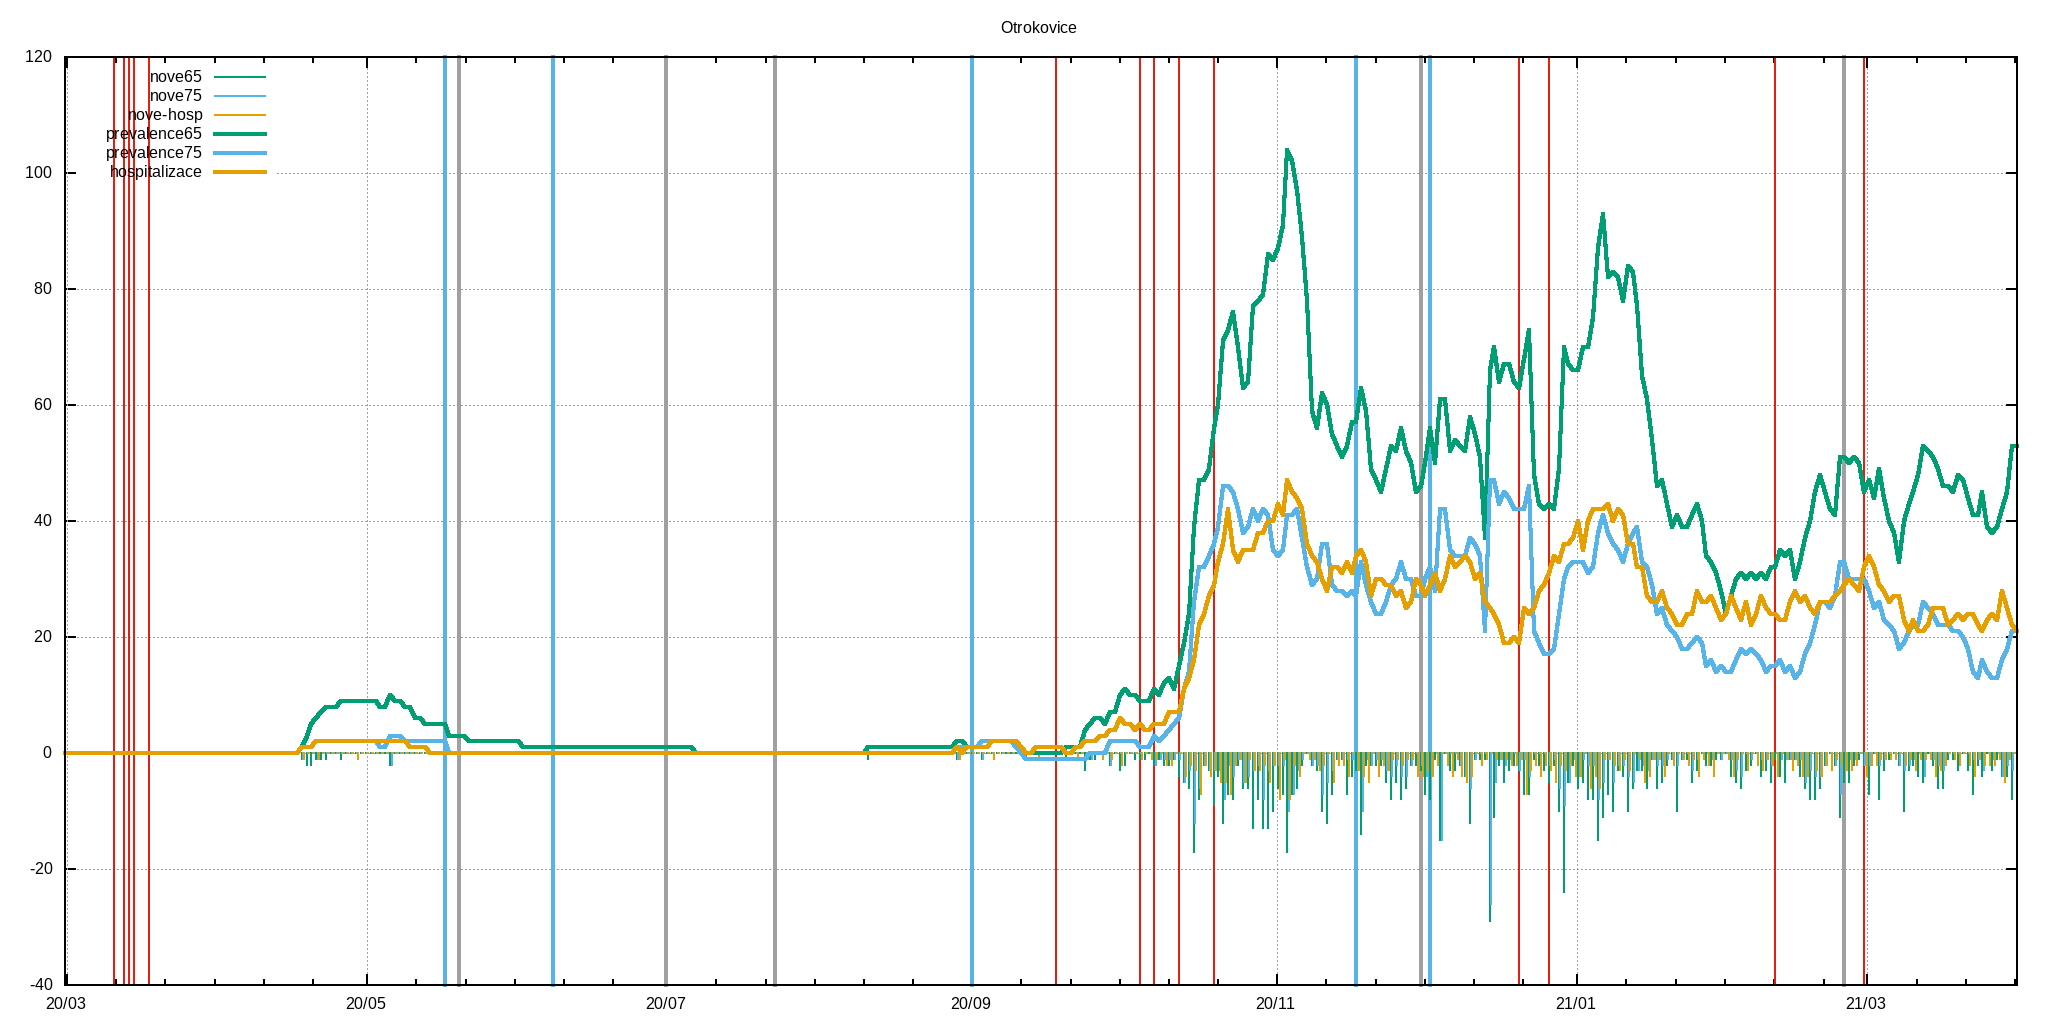 Otrokovice
120
nove65
nove75
nove-hosp
prevalence65
prevalence75
hospitalizace
100
80
60
40
20
0
-20
-40
20/03 20/05 20/07 20/09 20/11 21/01 21/03